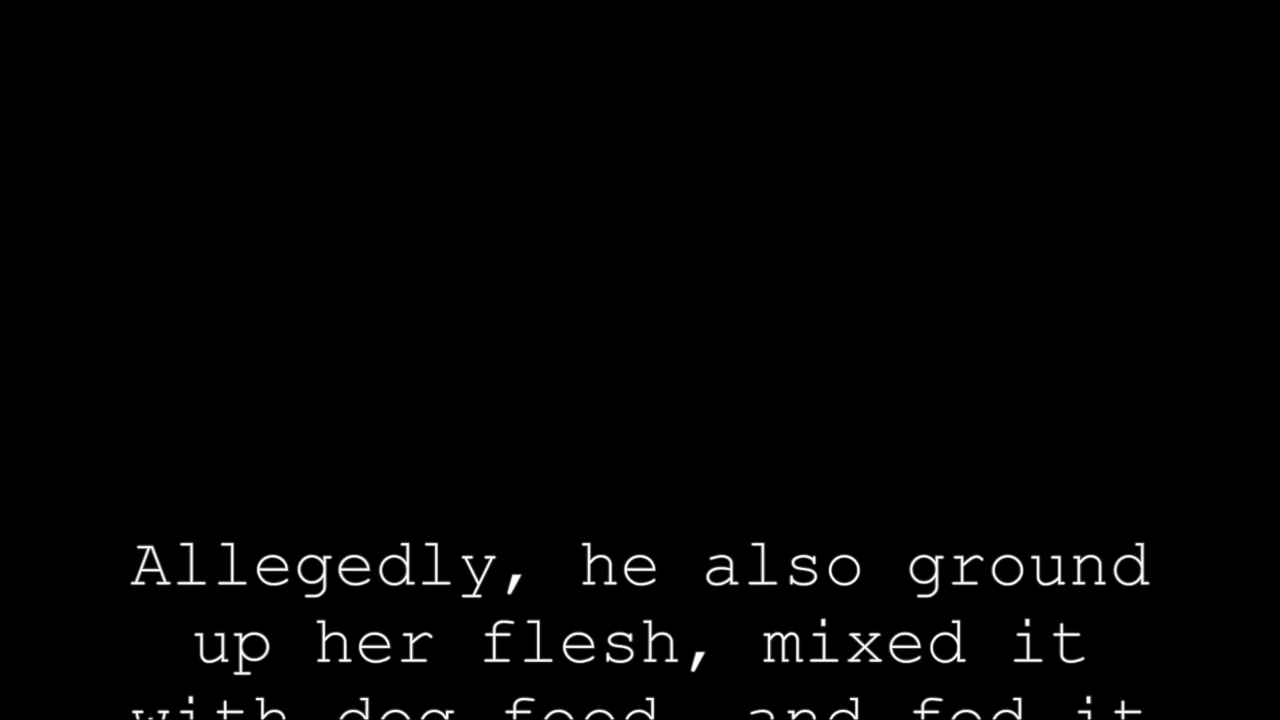 Allegedly, he also ground
up her flesh, mixed it
with dog food, and fed it